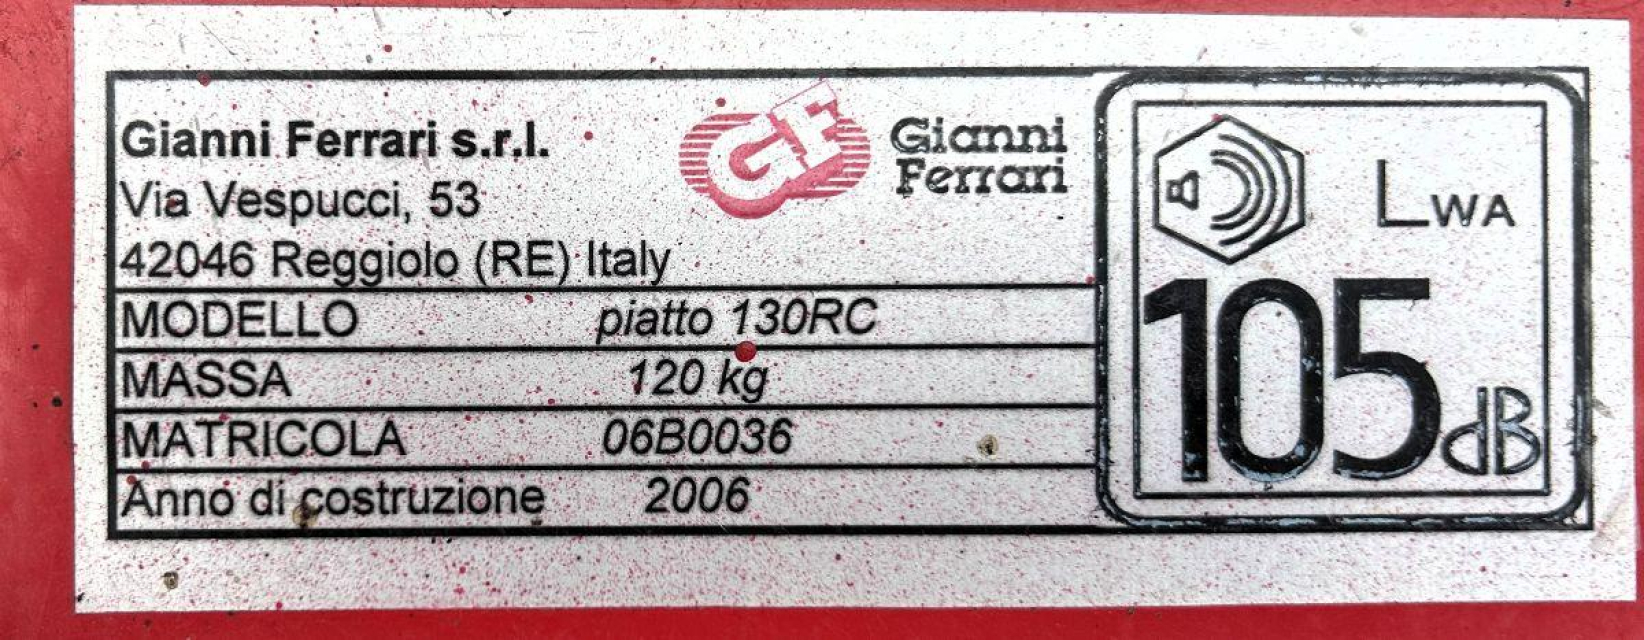 Gianni Ferrari s.r.l.
Via Vespucci, 53
42046 Reggiolo (RE) Italy
GF Gianni
Ferrari
MODELLO piatto 130RC
MASSA 120 kg
MATRICOLA 06B0036
Anno di costruzione 2006
LWA
105dB